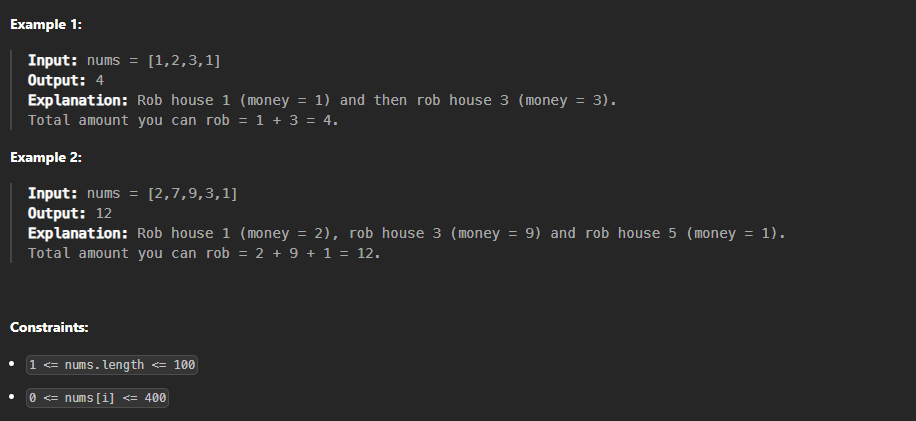 Example 1:
Input: nums = [1,2,3,1]
Output: 4
Explanation: Rob house 1 (money = 1) and then rob house 3 (money = 3).
Total amount you can rob = 1 + 3 = 4.
Example 2:
Input: nums = [2,7,9,3,1]
Output: 12
Explanation: Rob house 1 (money = 2), rob house 3 (money = 9) and rob house 5 (money = 1).
Total amount you can rob = 2 + 9 + 1 = 12.
Constraints:
• 1 <= nums.length <= 100
• 0 <= nums[i] <= 400